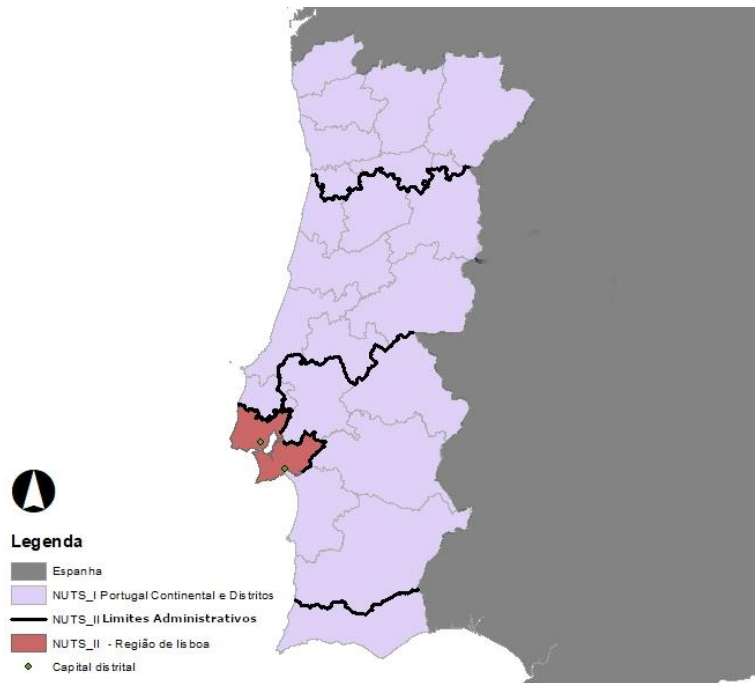 Legenda
Espanha
NUTS_I Portugal Continental e Distritos
NUTS_II Limites Administrativos
NUTS_II - Região de lisboa
Capital distrital